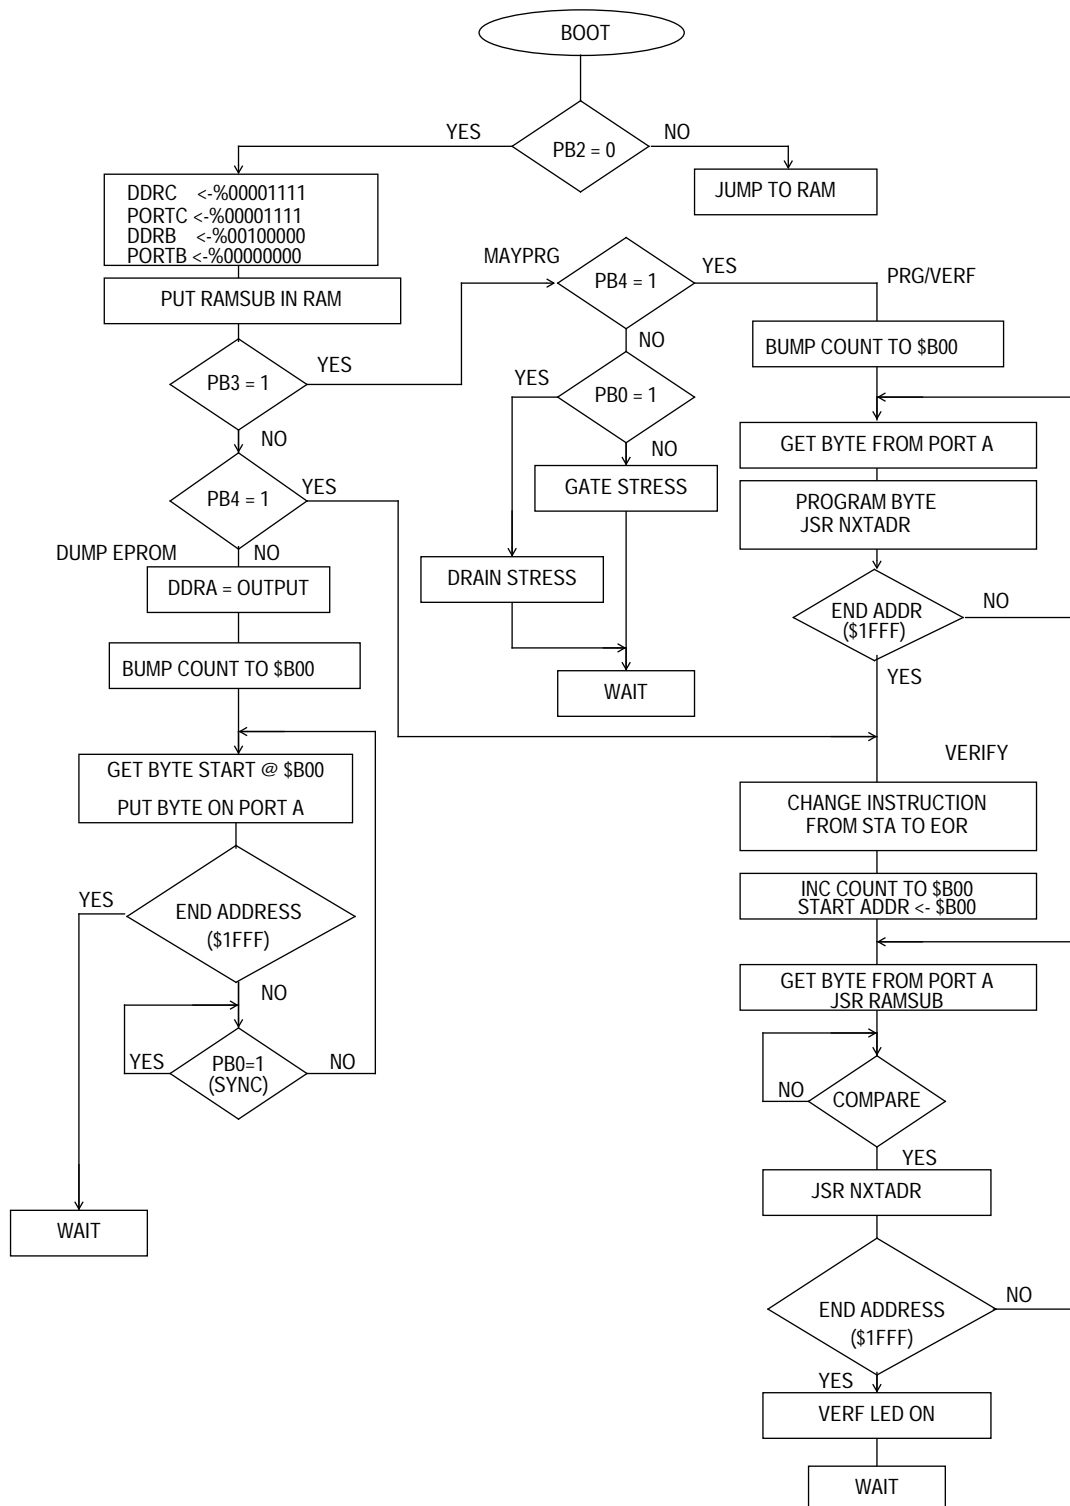 BOOT
YES
NO
PB2 = 0
JUMP TO RAM
DDRC <-%00001111
PORTC <-%00001111
DDRB <-%00100000
PORTB <-%00000000
PUT RAMSUB IN RAM
PB3 = 1
YES
NO
PB4 = 1
YES
DUMP EPROM
NO
DDRA = OUTPUT
BUMP COUNT TO $B00
GET BYTE START @ $B00
PUT BYTE ON PORT A
YES
END ADDRESS
($1FFF)
NO
YES
PB0=1
(SYNC)
NO
WAIT
MAYPRG
PB4 = 1
YES
NO
YES
PB0 = 1
NO
GATE STRESS
DRAIN STRESS
WAIT
PRG/VERF
BUMP COUNT TO $B00
GET BYTE FROM PORT A
PROGRAM BYTE
JSR NXTADR
END ADDR
($1FFF)
NO
YES
VERIFY
CHANGE INSTRUCTION
FROM STA TO EOR
INC COUNT TO $B00
START ADDR <- $B00
GET BYTE FROM PORT A
JSR RAMSUB
NO
COMPARE
YES
JSR NXTADR
END ADDRESS
($1FFF)
NO
YES
VERF LED ON
WAIT